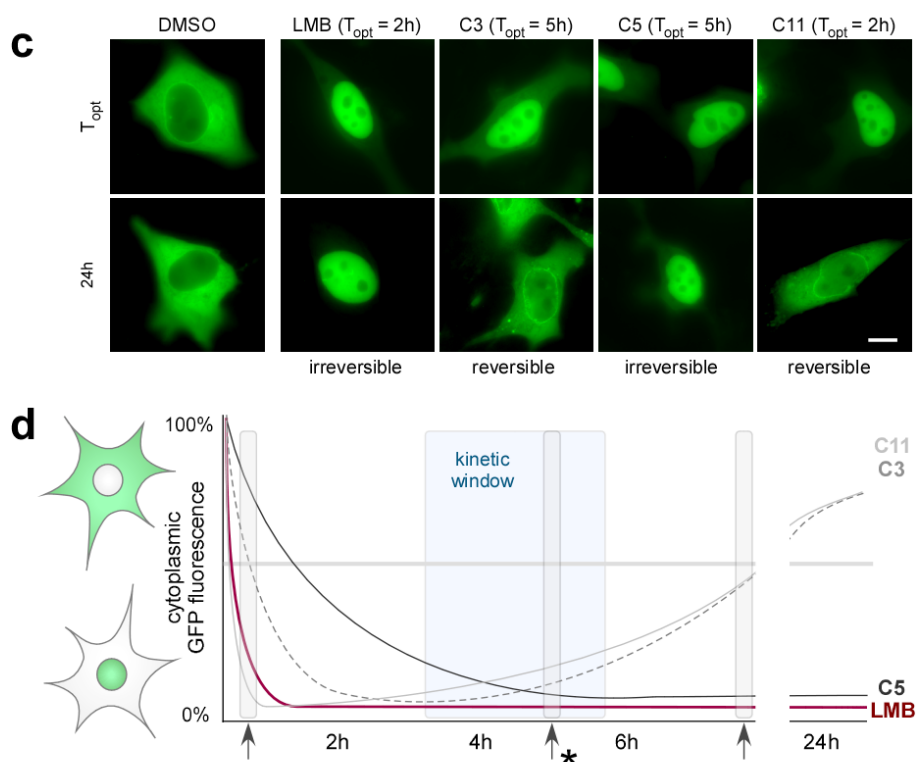 c
DMSO
LMB (Topt = 2h)
C3 (Topt = 5h)
C5 (Topt = 5h)
C11 (Topt = 2h)
Topt
24h
irreversible
reversible
irreversible
reversible
d
100%
cytoplasmic
GFP fluorescence
0%
kinetic
window
C11
C3
C5
LMB
2h
4h
*
6h
24h